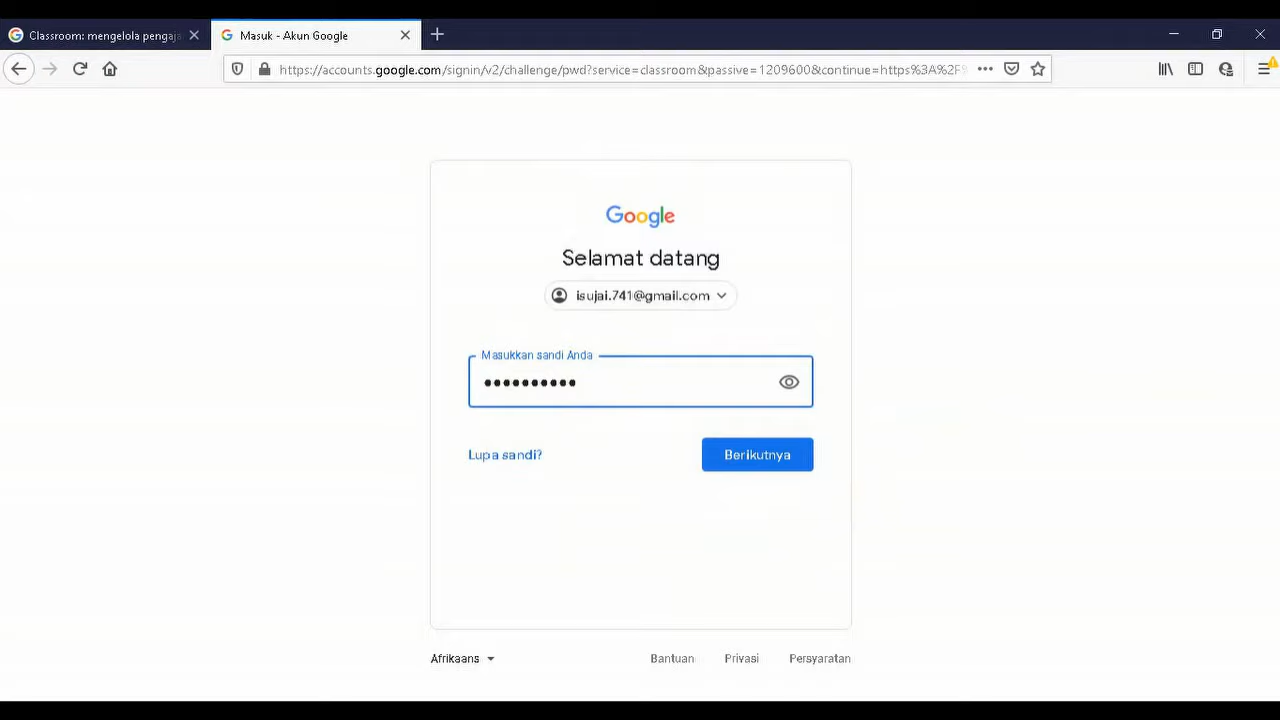 Classroom: mengelola pengaja
Masuk - Akun Google
https://accounts.google.com/signin/v2/challenge/pwd?service=classroom&passive=1209600&continue=https%3A%2F%
Google
Selamat datang
isujai.741@gmail.com
Masukkan sandi Anda
••••••••••
Lupa sandi?
Berikutnya
Afrikaans
Bantuan
Privasi
Persyaratan